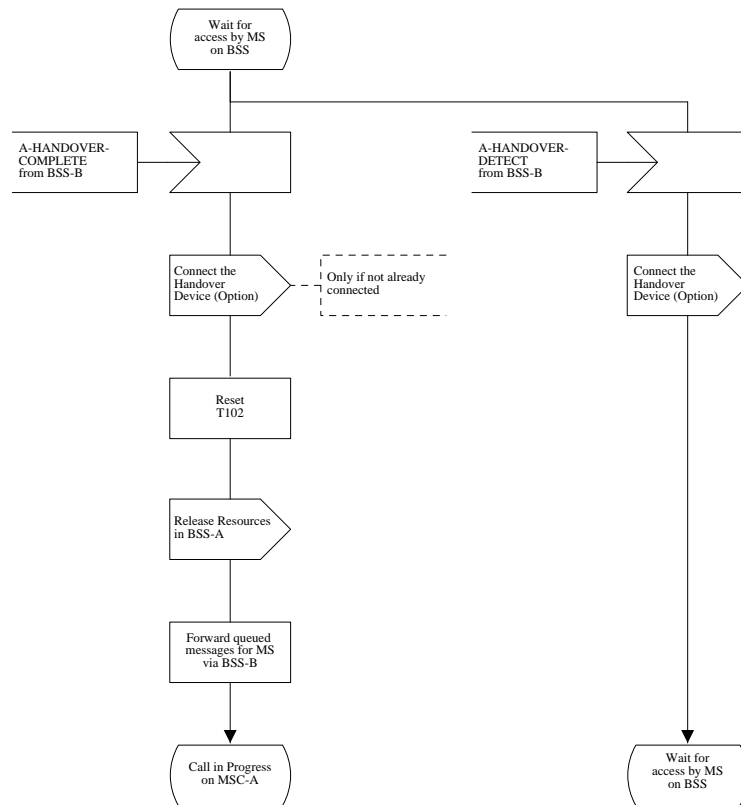 Wait for
access by MS
on BSS
A-HANDOVER-
COMPLETE
from BSS-B
A-HANDOVER-
DETECT
from BSS-B
Connect the
Handover
Device (Option)
Only if not already
connected
Connect the
Handover
Device (Option)
Reset
T102
Release Resources
in BSS-A
Forward queued
messages for MS
via BSS-B
Call in Progress
on MSC-A
Wait for
access by MS
on BSS